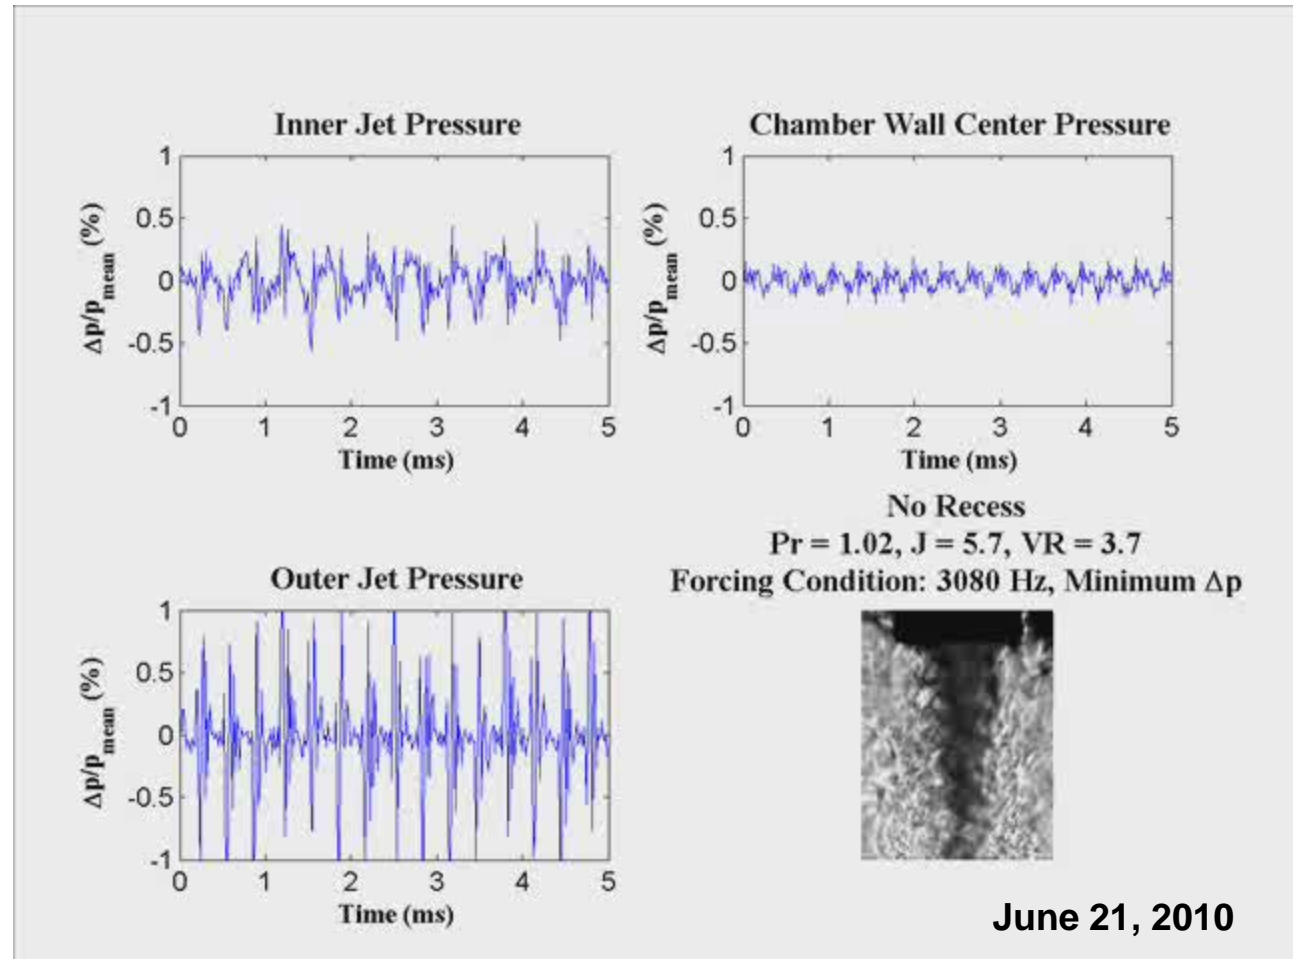 Inner Jet Pressure
1
0.5
0
-0.5
-1
Δp/p_mean (%)
0 1 2 3 4 5
Time (ms)
Chamber Wall Center Pressure
1
0.5
0
-0.5
-1
Δp/p_mean (%)
0 1 2 3 4 5
Time (ms)
Outer Jet Pressure
1
0.5
0
-0.5
-1
Δp/p_mean (%)
0 1 2 3 4 5
Time (ms)
No Recess
Pr = 1.02, J = 5.7, VR = 3.7
Forcing Condition: 3080 Hz, Minimum Δp
June 21, 2010